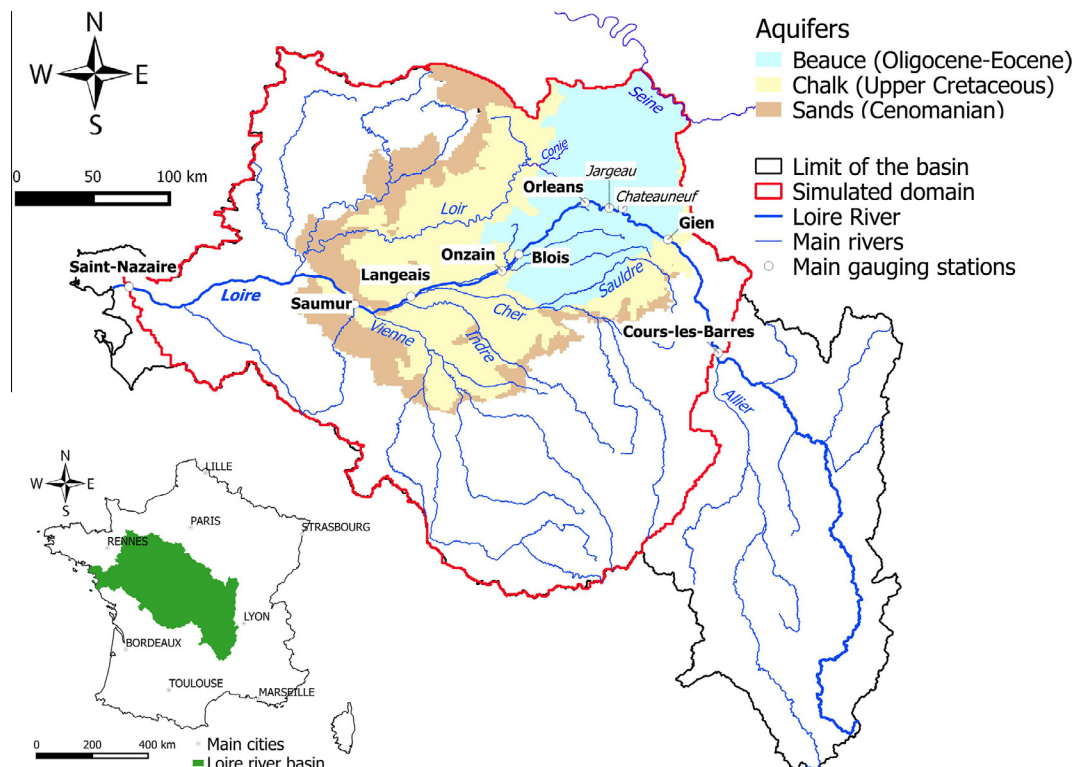 N
W E
S
0 50 100 km
Aquifers
Beauce (Oligocene-Eocene)
Chalk (Upper Cretaceous)
Sands (Cenomanian)
Limit of the basin
Simulated domain
Loire River
Main rivers
Main gauging stations
Seine
Conie
Jargeau
Orleans
Chateauneuf
Loir
Gien
Onzain
Blois
Saint-Nazaire
Langeais
Sauldre
Loire
Saumur
Cher
Vienne
Indre
Cours-les-Barres
Allier
N
W E
S
LILLE
PARIS
STRASBOURG
RENNES
LYON
BORDEAUX
TOULOUSE
MARSEILLE
0 200 400 km
Main cities
Loire river basin